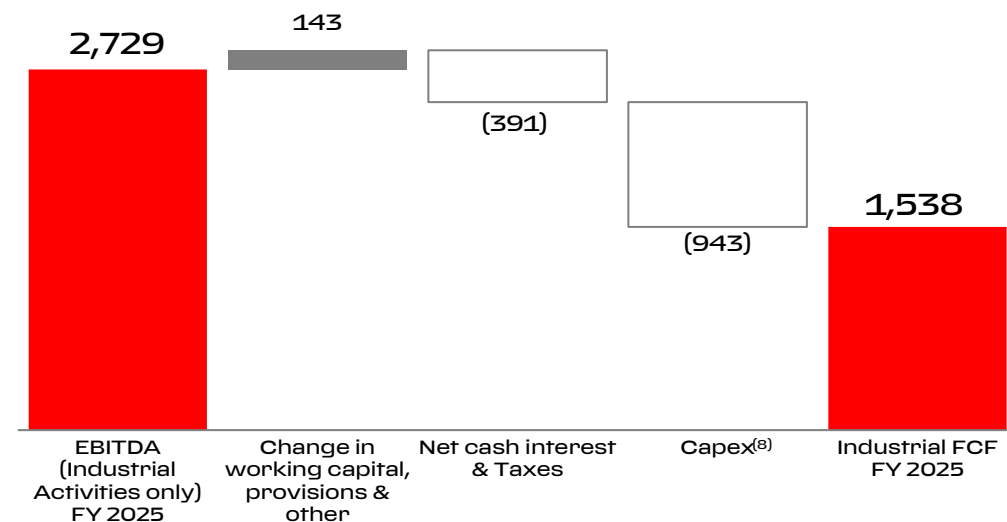 2,729
143
(391)
(943)
1,538
EBITDA
(Industrial
Activities only)
FY 2025
Change in
working capital,
provisions &
other
Net cash interest
& Taxes
Capex(8)
Industrial FCF
FY 2025